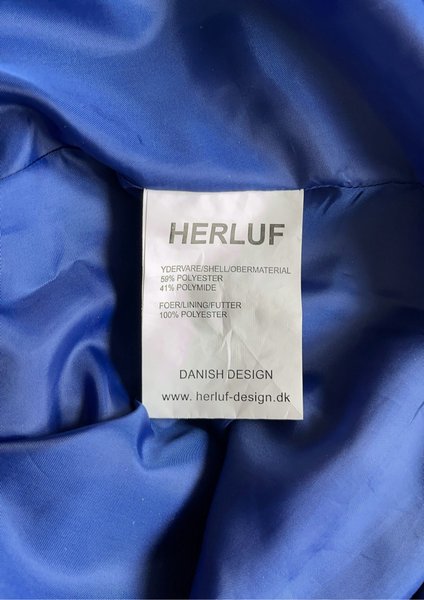 HERLUF
YDERVARE/SHELL/OBERMATERIAL
59% POLYESTER
41% POLYMIDE
FOER/LINING/FUTTER
100% POLYESTER
DANISH DESIGN
www. herluf-design.dk